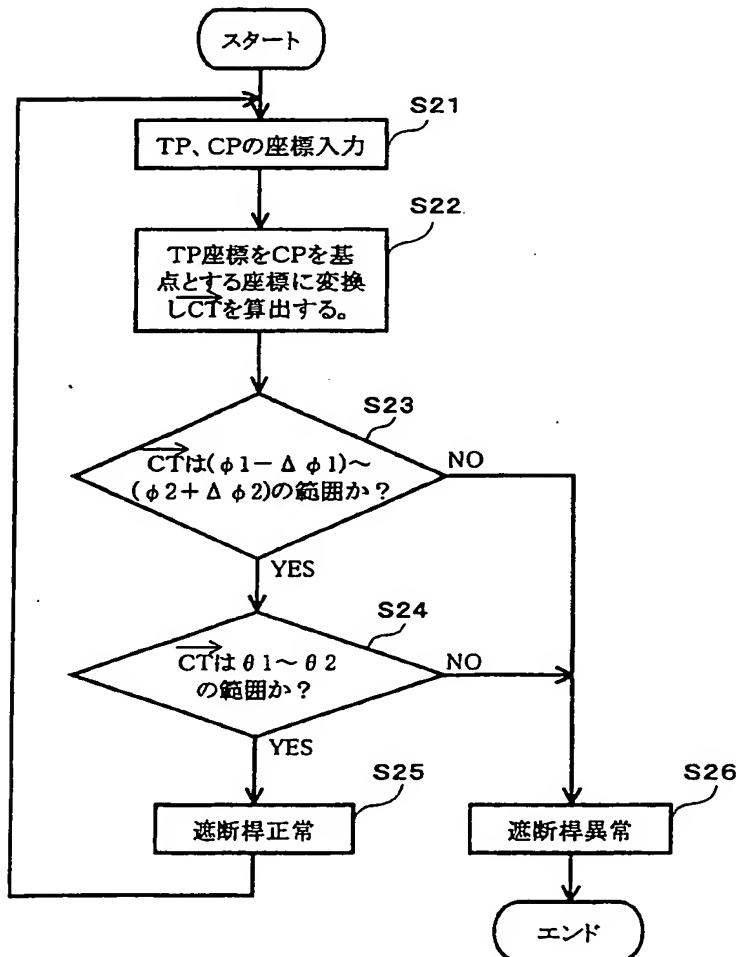 スタート
S21
TP、CPの座標入力
S22
TP座標をCPを基
点とする座標に変換
しCTを算出する。
S23
CTは(φ1-Δφ1)~
(φ2+Δφ2)の範囲か?
NO
YES
S24
CTはθ1~θ2
の範囲か?
NO
YES
S25
遮断桿正常
S26
遮断桿異常
エンド